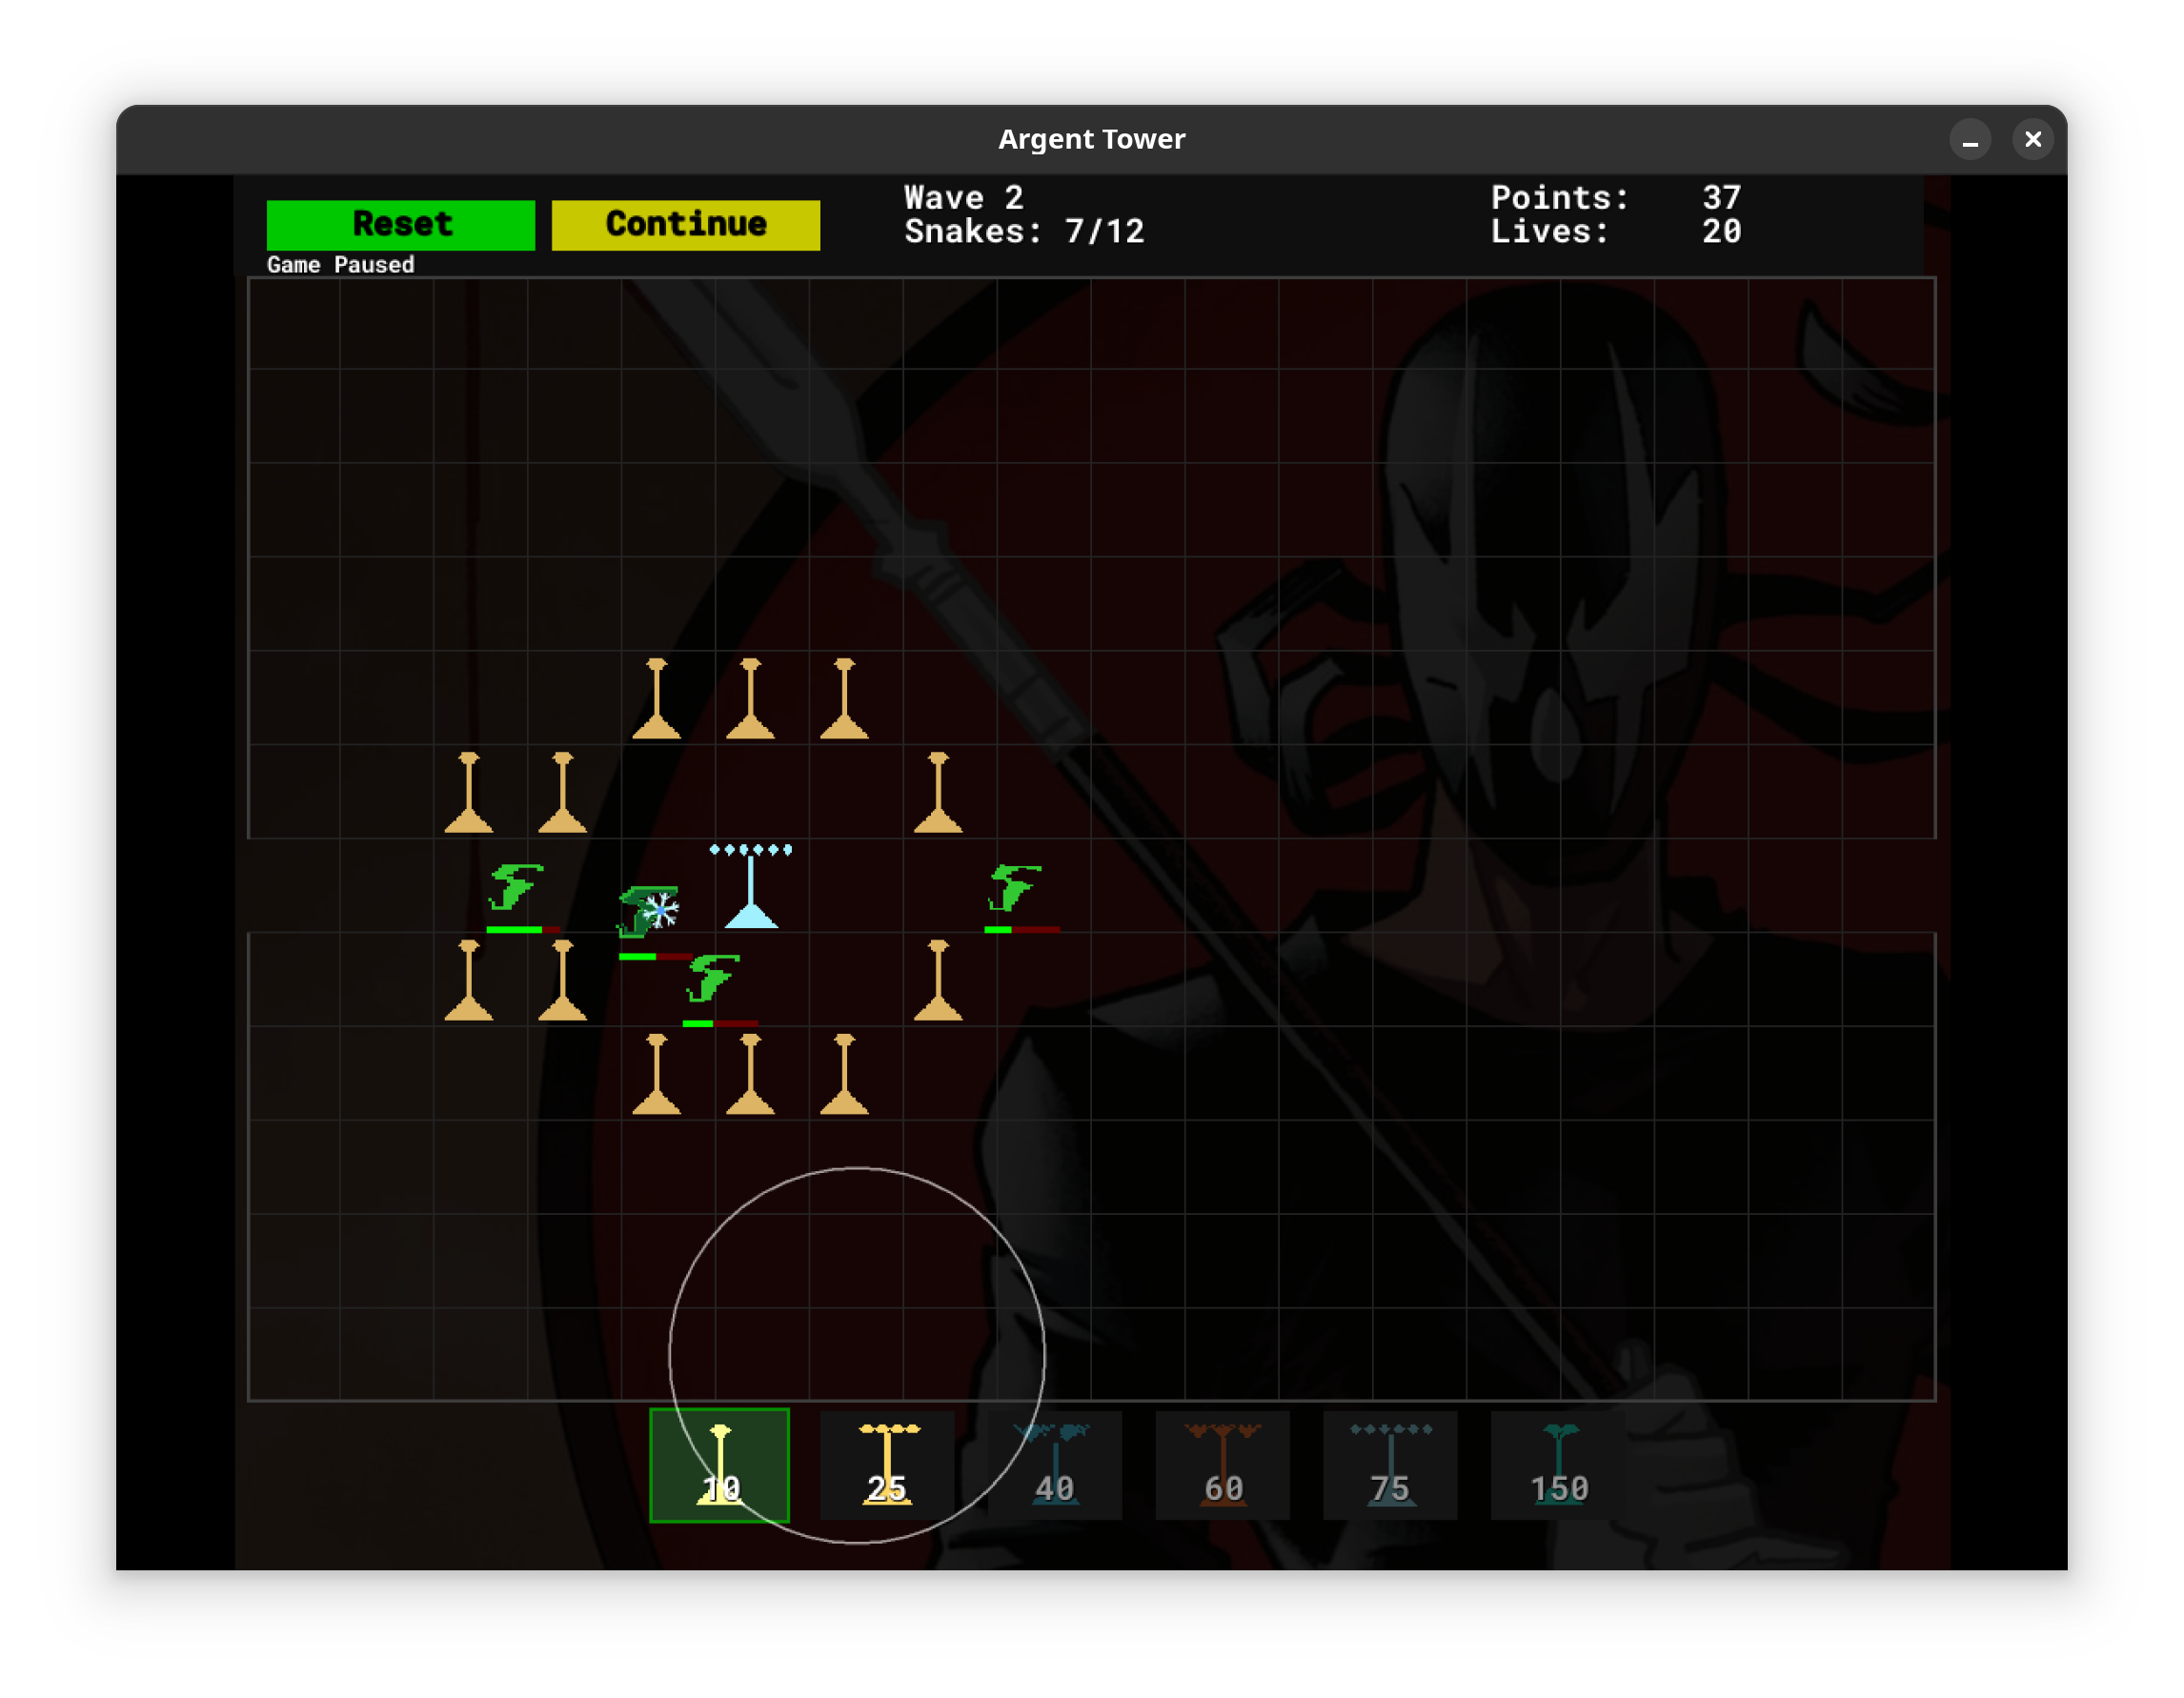 Argent Tower
Reset
Continue
Wave 2
Snakes: 7/12
Points: 37
Lives: 20
Game Paused
10
25
40
60
75
150